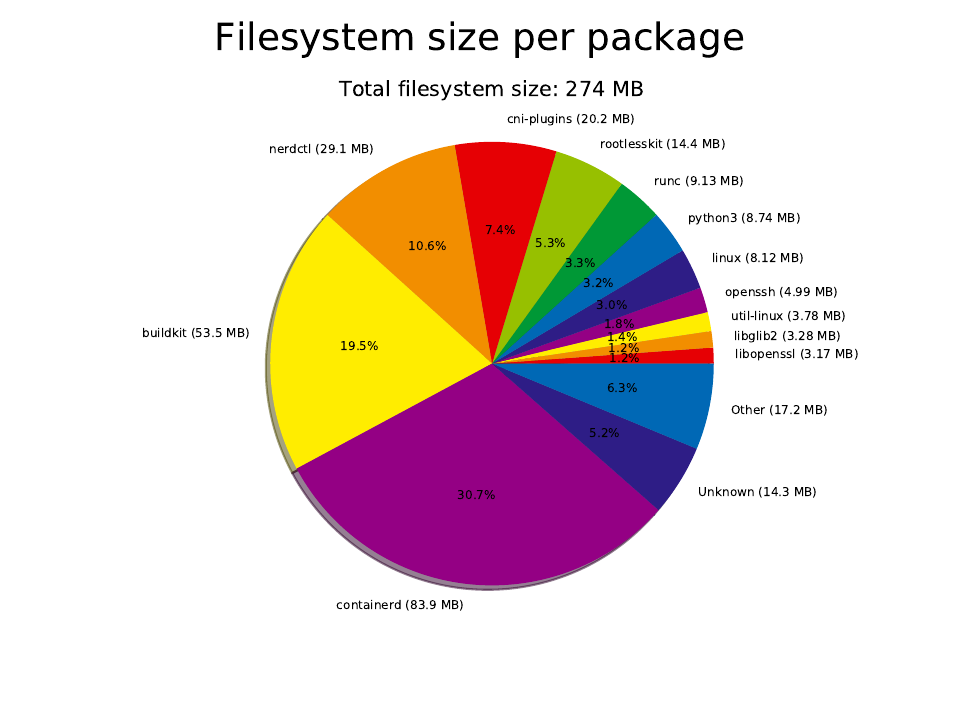 Filesystem size per package
Total filesystem size: 274 MB
cni-plugins (20.2 MB)
rootlesskit (14.4 MB)
nerdctl (29.1 MB)
runc (9.13 MB)
python3 (8.74 MB)
linux (8.12 MB)
openssh (4.99 MB)
util-linux (3.78 MB)
libglib2 (3.28 MB)
libopenssl (3.17 MB)
buildkit (53.5 MB)
Other (17.2 MB)
Unknown (14.3 MB)
containerd (83.9 MB)
7.4%
5.3%
10.6%
3.3%
3.2%
3.0%
1.8%
1.4%
1.2%
1.2%
19.5%
6.3%
5.2%
30.7%